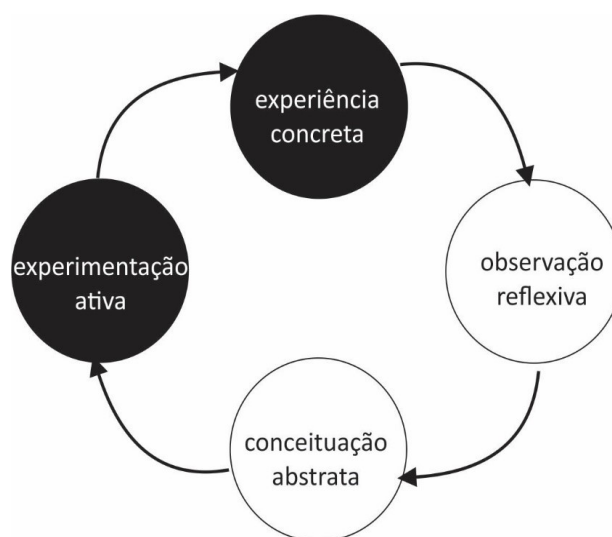 experiência
concreta
observação
reflexiva
conceituação
abstrata
experimentação
ativa